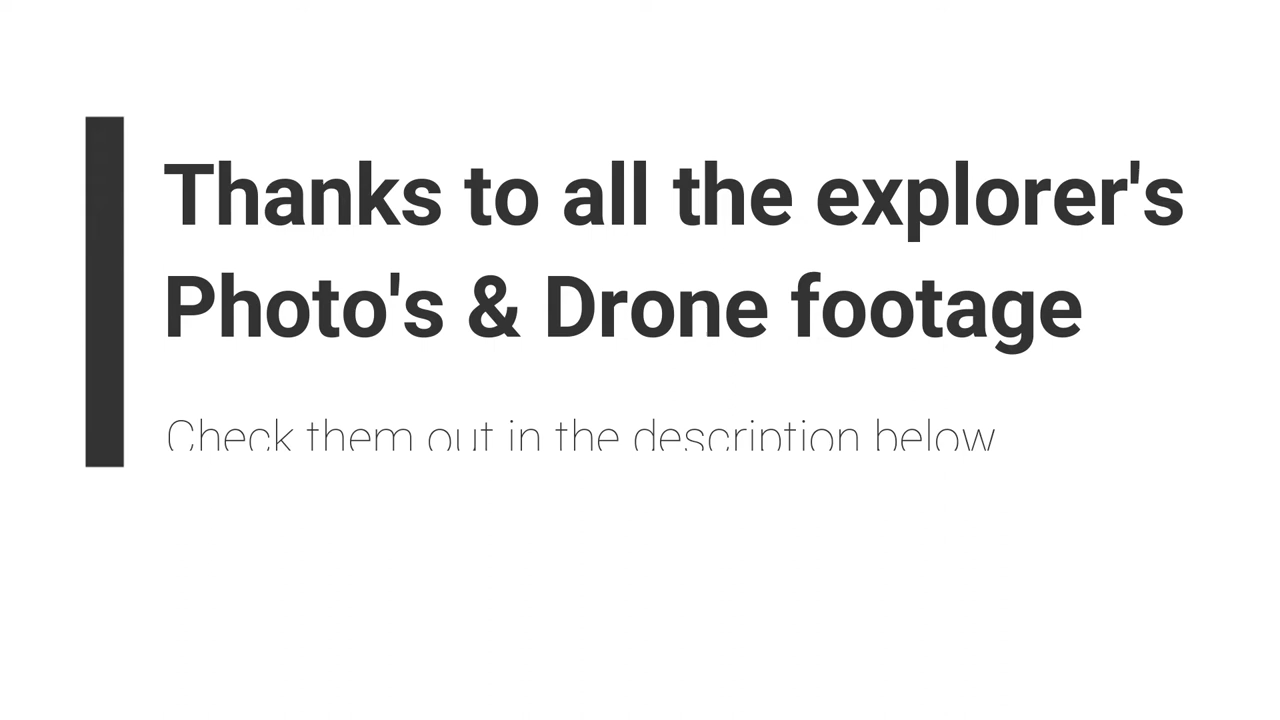 Thanks to all the explorer's
Photo's & Drone footage
Check them out in the description below